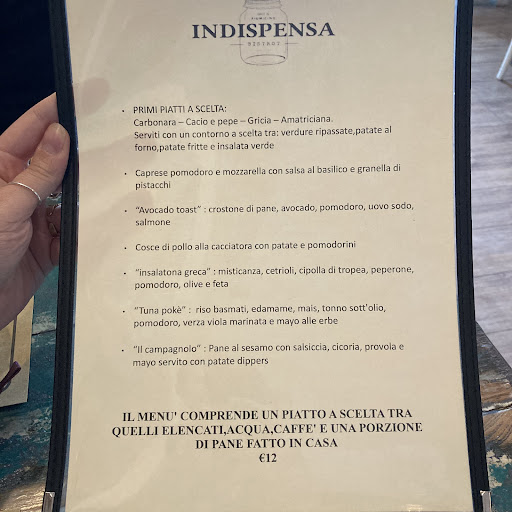 INDISPENSA
BISTROT
• PRIMI PIATTI A SCELTA:
Carbonara – Cacio e pepe – Gricia – Amatriciana.
Serviti con un contorno a scelta tra: verdure ripassate,patate al
forno,patate fritte e insalata verde
• Caprese pomodoro e mozzarella con salsa al basilico e granella di
pistacchi
• “Avocado toast” : crostone di pane, avocado, pomodoro, uovo sodo,
salmone
• Cosce di pollo alla cacciatora con patate e pomodorini
• “insalatona greca” : misticanza, cetrioli, cipolla di tropea, peperone,
pomodoro, olive e feta
• “Tuna pokè” : riso basmati, edamame, mais, tonno sott'olio,
pomodoro, verza viola marinata e mayo alle erbe
• “Il campagnolo” : Pane al sesamo con salsiccia, cicoria, provola e
mayo servito con patate dippers
IL MENU' COMPRENDE UN PIATTO A SCELTA TRA
QUELLI ELENCATI,ACQUA,CAFFE' E UNA PORZIONE
DI PANE FATTO IN CASA
€12